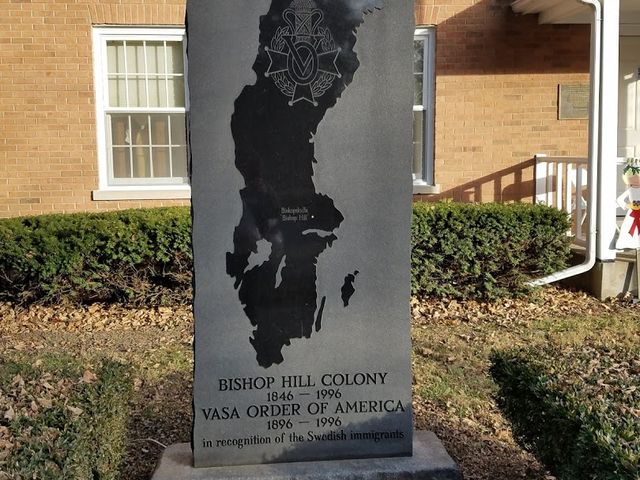 Biskopskulla
Bishop Hill
BISHOP HILL COLONY
1846 — 1996
VASA ORDER OF AMERICA
1896 — 1996
in recognition of the Swedish immigrants